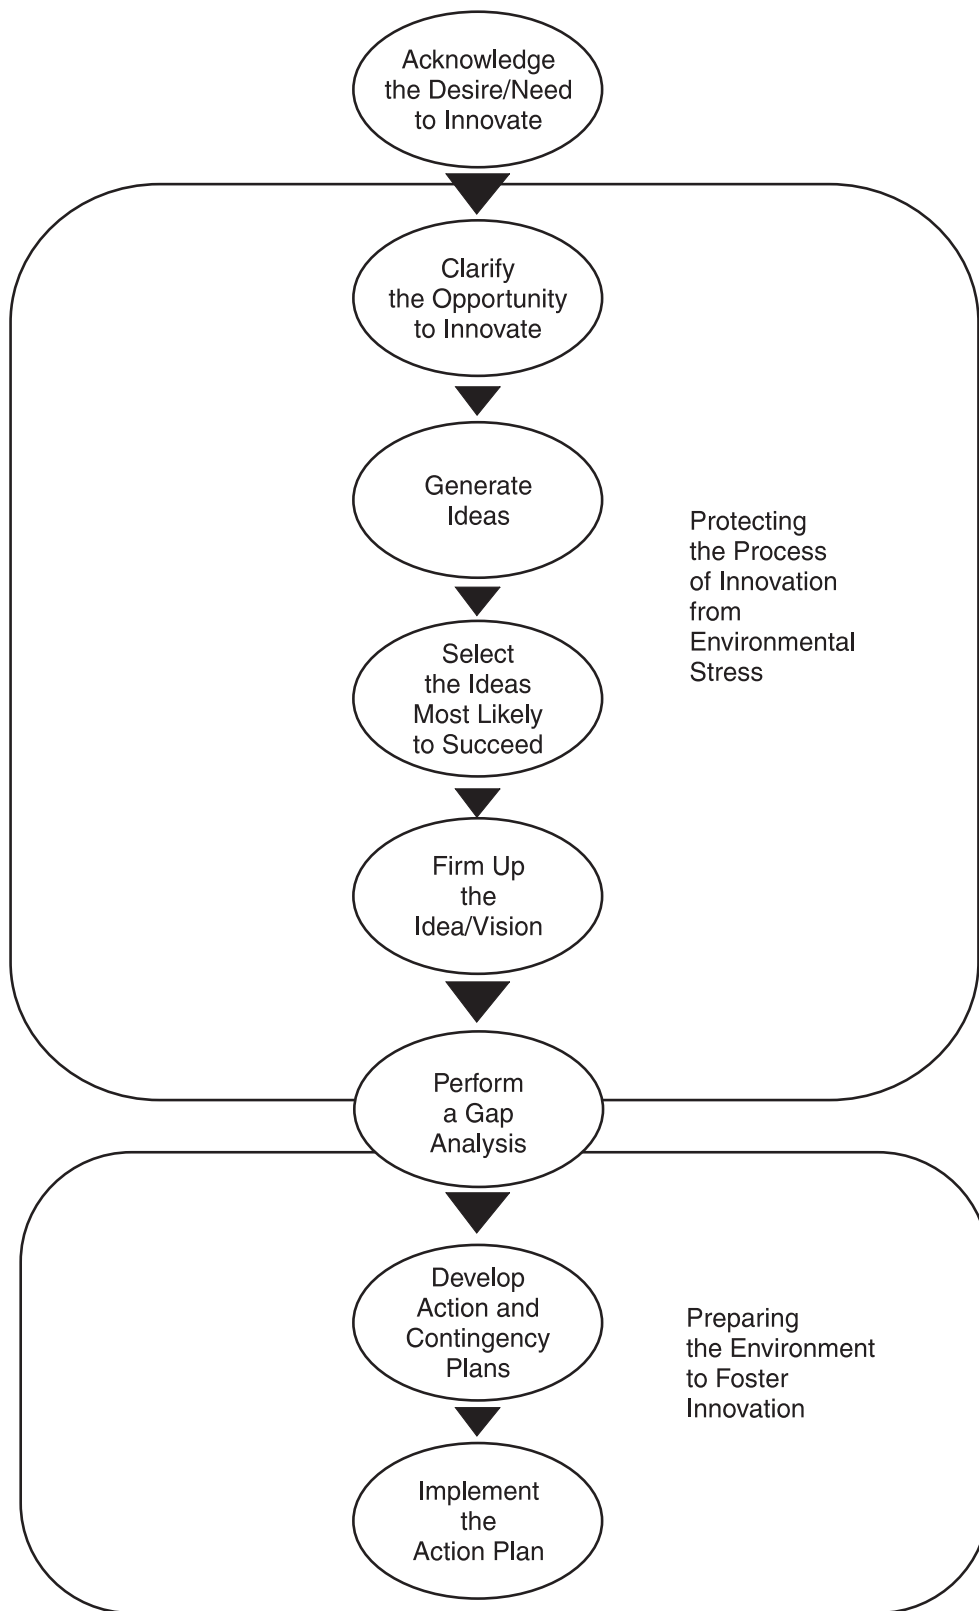 Acknowledge
the Desire/Need
to Innovate
Clarify
the Opportunity
to Innovate
Generate
Ideas
Protecting
the Process
of Innovation
from
Environmental
Stress
Select
the Ideas
Most Likely
to Succeed
Firm Up
the
Idea/Vision
Perform
a Gap
Analysis
Develop
Action and
Contingency
Plans
Preparing
the Environment
to Foster
Innovation
Implement
the
Action Plan